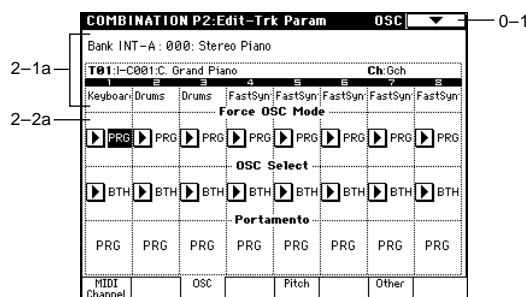 COMBINATION P2:Edit-Trk Param OSC
0–1
Bank INT-A : 000: Stereo Piano
2–1a
T01:I-C001:C. Grand Piano Ch:Gch
1 2 3 4 5 6 7 8
Keyboar Drums Drums FastSyn FastSyn FastSyn FastSyn FastSyn
2–2a
Force OSC Mode
PRG PRG PRG PRG PRG PRG PRG PRG
OSC Select
BTH BTH BTH BTH BTH BTH BTH BTH
Portamento
PRG PRG PRG PRG PRG PRG PRG PRG
MIDI Channel OSC Pitch Other